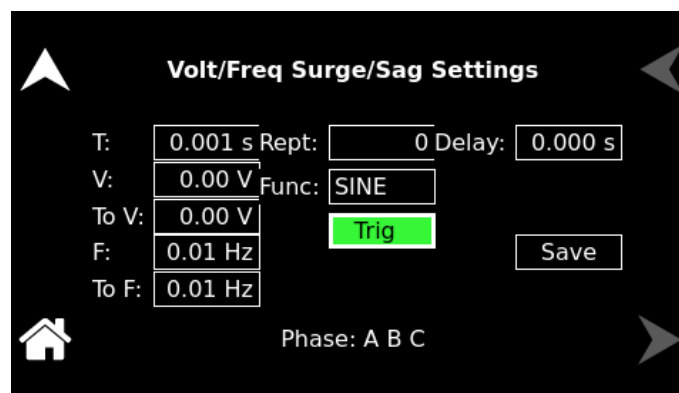 Volt/Freq Surge/Sag Settings
T: 0.001 s Rept: 0 Delay: 0.000 s
V: 0.00 V Func: SINE
To V: 0.00 V Trig
F: 0.01 Hz Save
To F: 0.01 Hz
Phase: A B C